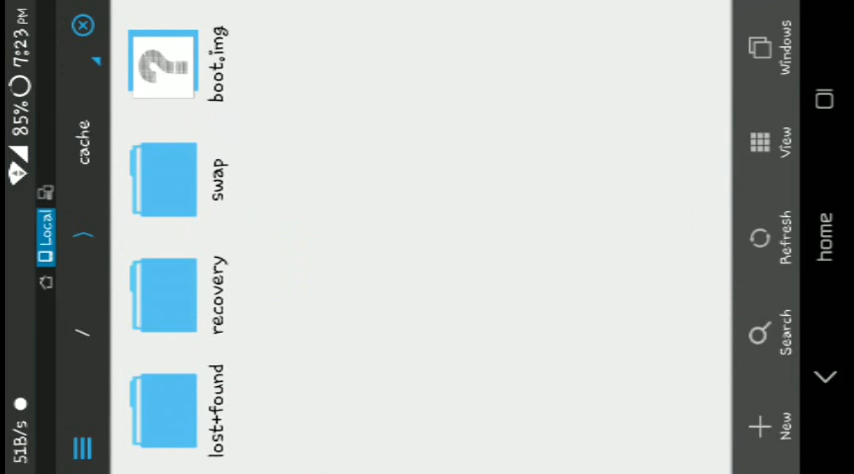 51B/s 85% 7:23 PM
Local
/ cache
lost+found recovery swap boot.img
New Search Refresh View Windows
home